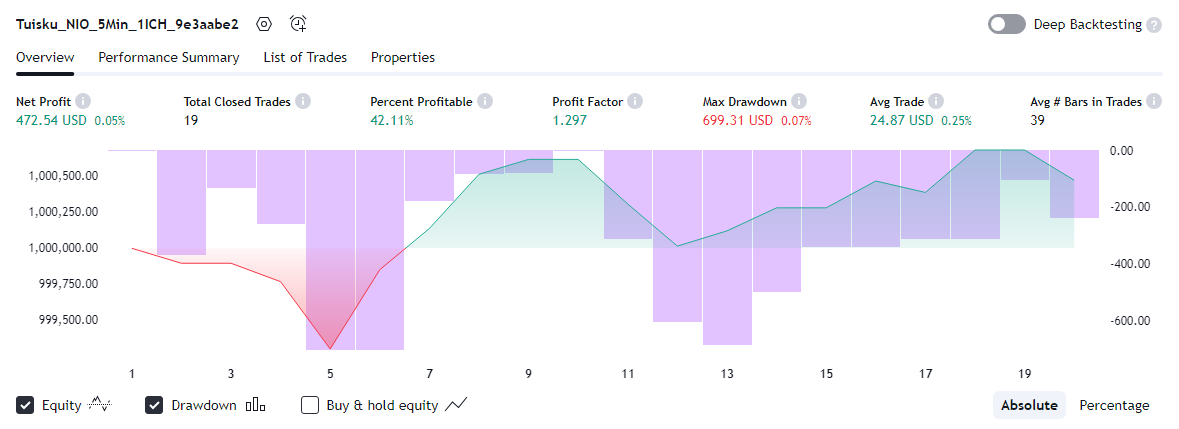 Tuisku_NIO_5Min_1ICH_9e3aabe2 Deep Backtesting ?
Overview Performance Summary List of Trades Properties
Net Profit i Total Closed Trades i Percent Profitable i Profit Factor i Max Drawdown i Avg Trade i Avg # Bars in Trades i
472.54 USD 0.05% 19 42.11% 1.297 699.31 USD 0.07% 24.87 USD 0.25% 39
0.00
1,000,500.00
-200.00
1,000,250.00
1,000,000.00
-400.00
999,750.00
999,500.00
-600.00
1 3 5 7 9 11 13 15 17 19
Equity Drawdown Buy & hold equity Absolute Percentage